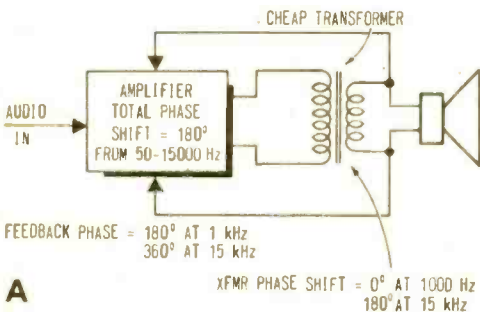 CHEAP TRANSFORMER
AMPLIFIER
TOTAL PHASE
SHIFT = 180°
FROM 50-15000 Hz
AUDIO
IN
FEEDBACK PHASE = 180° AT 1 kHz
360° AT 15 kHz
XFMR PHASE SHIFT = 0° AT 1000 Hz
180° AT 15 kHz
A